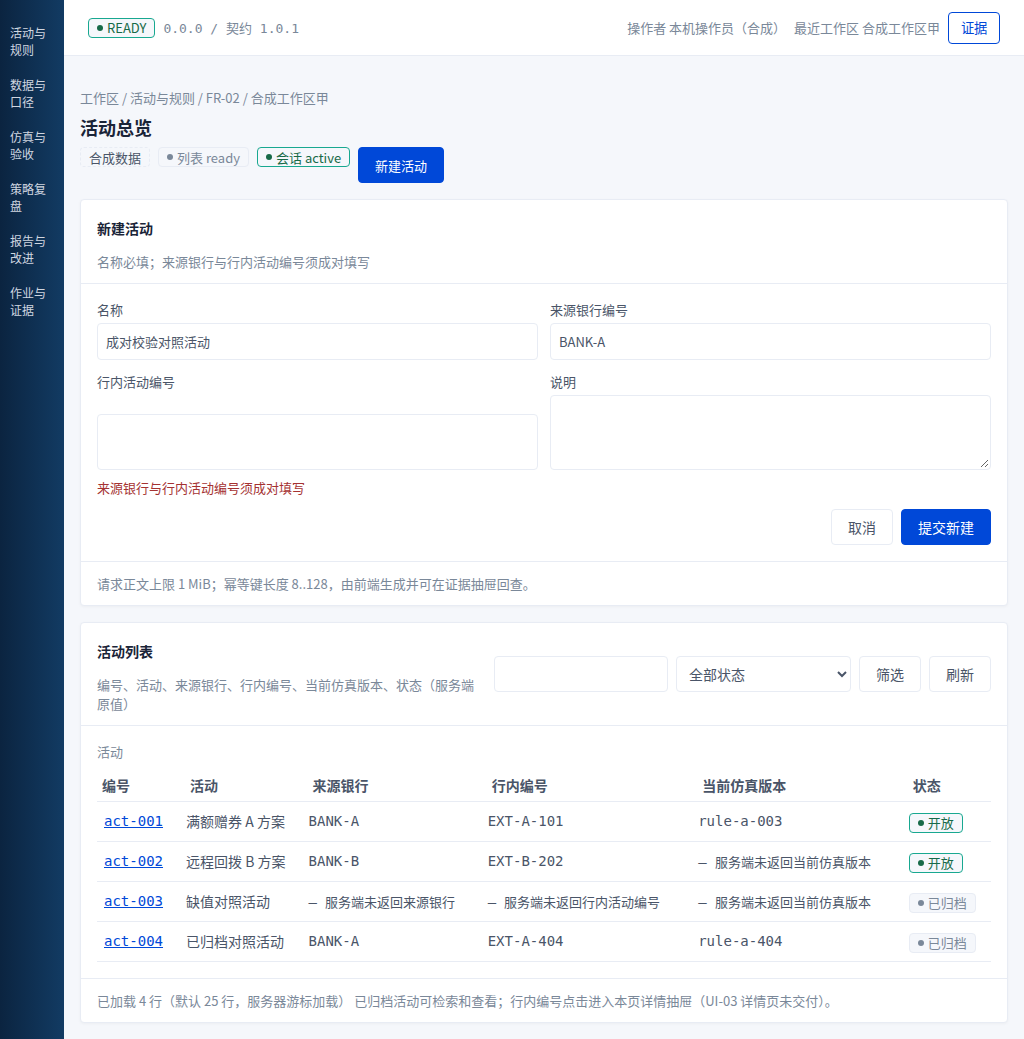 活动与
规则
数据与
口径
仿真与
验收
策略复
盘
报告与
改进
作业与
证据
READY 0.0.0 / 契约 1.0.1 操作者 本机操作员（合成） 最近工作区 合成工作区甲 证据
工作区 / 活动与规则 / FR-02 / 合成工作区甲
活动总览
合成数据 列表 ready 会话 active 新建活动
新建活动
名称必填；来源银行与行内活动编号须成对填写
名称 来源银行编号
成对校验对照活动 BANK-A
行内活动编号 说明
来源银行与行内活动编号须成对填写
取消 提交新建
请求正文上限 1 MiB；幂等键长度 8..128，由前端生成并可在证据抽屉回查。
活动列表
编号、活动、来源银行、行内编号、当前仿真版本、状态（服务端
原值）
全部状态 筛选 刷新
活动
编号 活动 来源银行 行内编号 当前仿真版本 状态
act-001 满额赠券 A 方案 BANK-A EXT-A-101 rule-a-003 开放
act-002 远程回拨 B 方案 BANK-B EXT-B-202 — 服务端未返回当前仿真版本 开放
act-003 缺值对照活动 — 服务端未返回来源银行 — 服务端未返回行内活动编号 — 服务端未返回当前仿真版本 已归档
act-004 已归档对照活动 BANK-A EXT-A-404 rule-a-404 已归档
已加载 4 行（默认 25 行，服务器游标加载） 已归档活动可检索和查看；行内编号点击进入本页详情抽屉（UI-03 详情页未交付）。